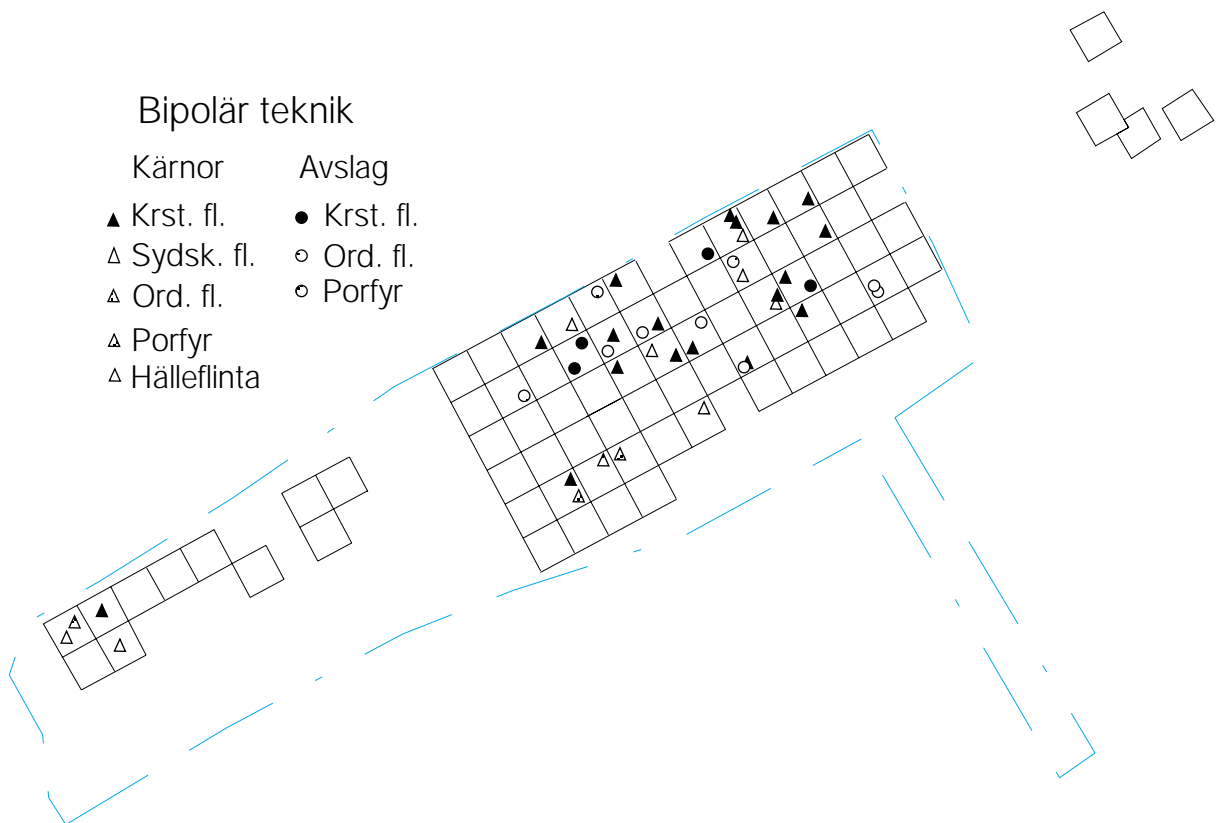 Bipolär teknik
Kärnor
Krst. fl.
Sydsk. fl.
Ord. fl.
Porfyr
Hälleflinta
Avslag
Krst. fl.
Ord. fl.
Porfyr